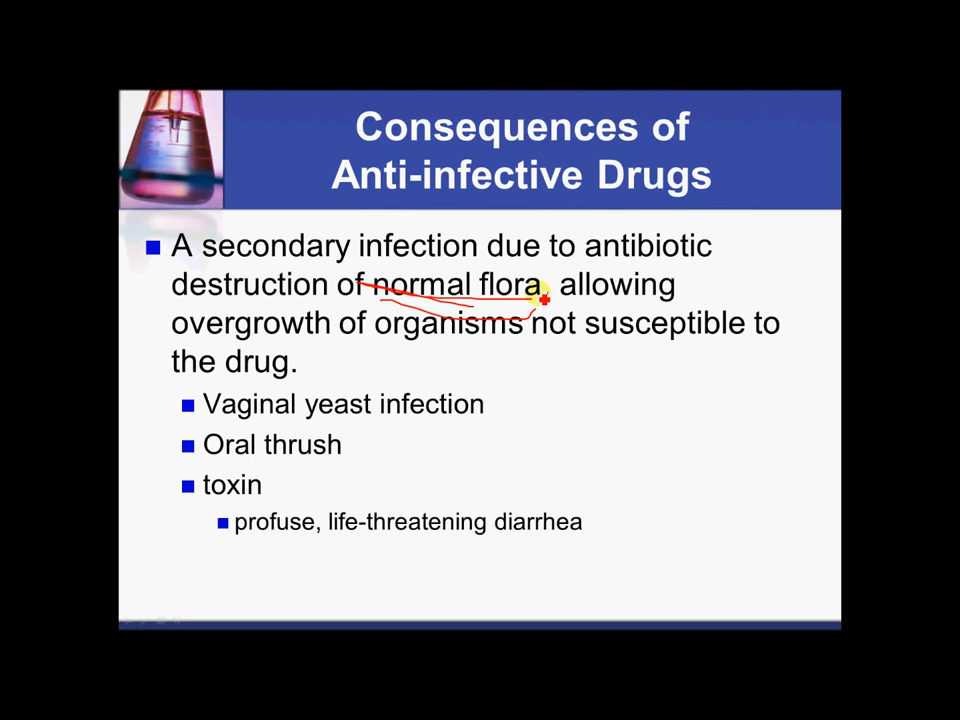 Consequences of
Anti-infective Drugs
A secondary infection due to antibiotic
destruction of normal flora, allowing
overgrowth of organisms not susceptible to
the drug.
Vaginal yeast infection
Oral thrush
toxin
profuse, life-threatening diarrhea